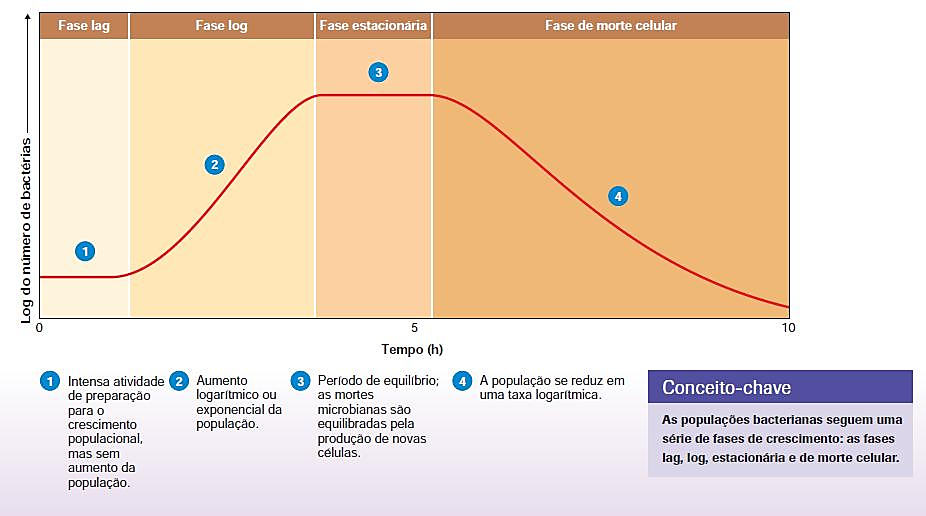 Fase lag
Fase log
Fase estacionária
Fase de morte celular
Log do número de bactérias
1
2
3
4
0
5
10
Tempo (h)
1 Intensa atividade
de preparação
para o
crescimento
populacional,
mas sem
aumento da
população.
2 Aumento
logarítmico ou
exponencial da
população.
3 Período de equilíbrio;
as mortes
microbianas são
equilibradas pela
produção de novas
células.
4 A população se reduz em
uma taxa logarítmica.
Conceito-chave
As populações bacterianas seguem uma
série de fases de crescimento: as fases
lag, log, estacionária e de morte celular.